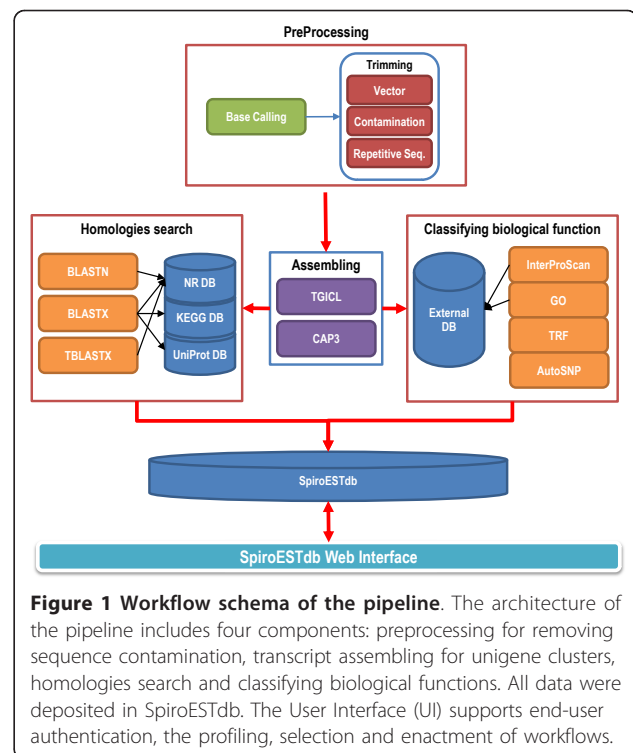 PreProcessing
Trimming
Base Calling
Vector
Contamination
Repetitive Seq.
Homologies search
BLASTN
BLASTX
TBLASTX
NR DB
KEGG DB
UniProt DB
Assembling
TGICL
CAP3
Classifying biological function
External
DB
InterProScan
GO
TRF
AutoSNP
SpiroESTdb
SpiroESTdb Web Interface
Figure 1 Workflow schema of the pipeline. The architecture of
the pipeline includes four components: preprocessing for removing
sequence contamination, transcript assembling for unigene clusters,
homologies search and classifying biological functions. All data were
deposited in SpiroESTdb. The User Interface (UI) supports end-user
authentication, the profiling, selection and enactment of workflows.